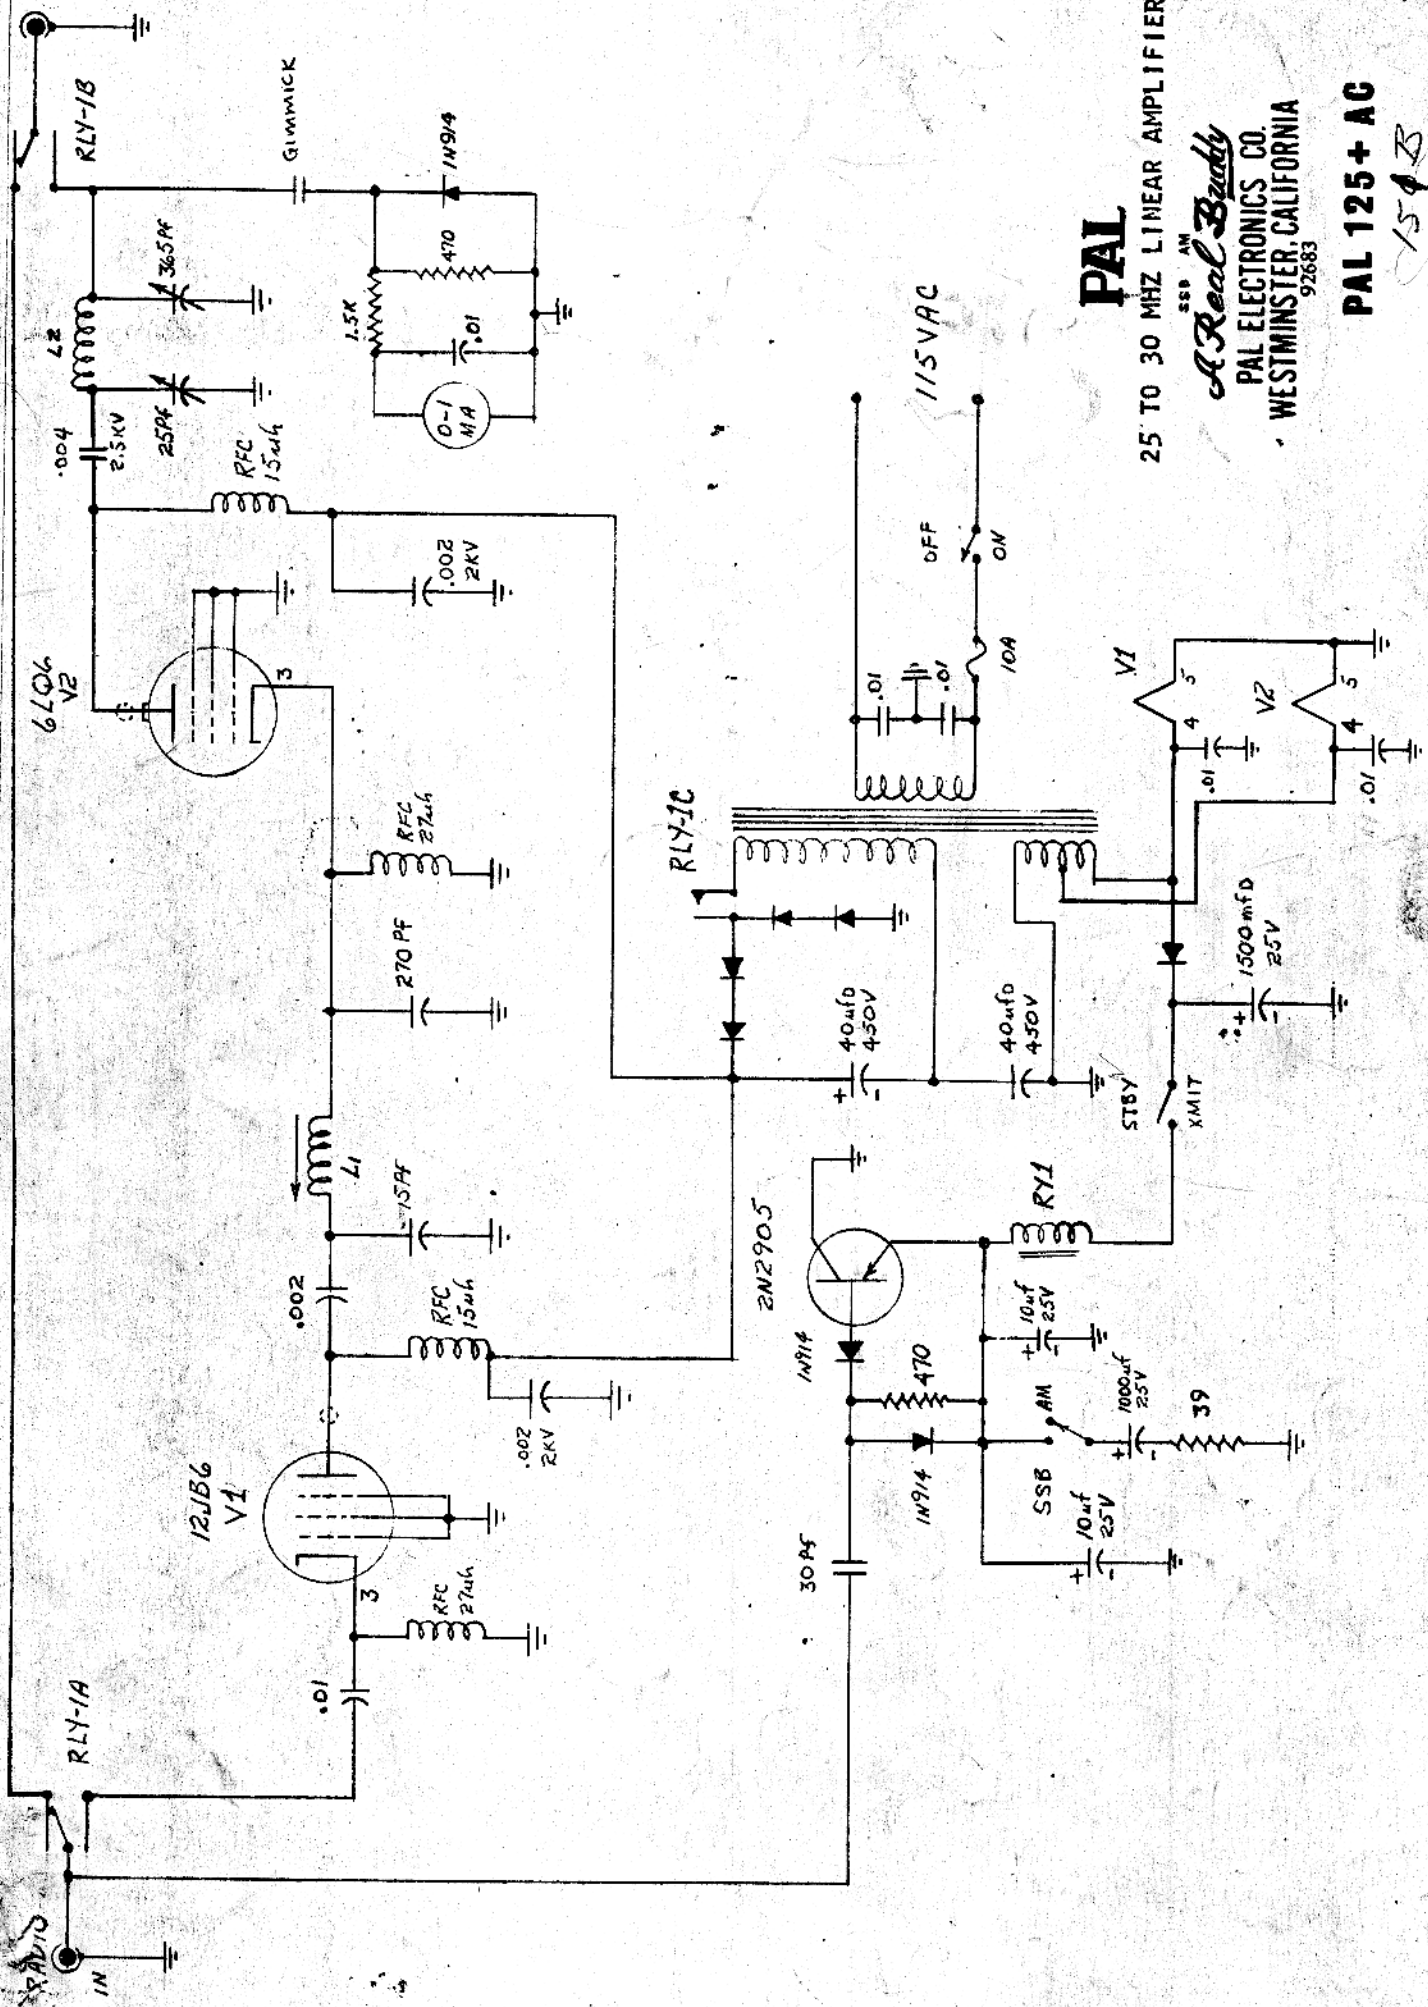 RADIO
IN
RLY-1A
.01
RFC
27uh
3
12JB6
V1
.002
2KV
RFC
15uh
.002
15Pf
L1
270 Pf
RFC
27uh
3
6LQ6
V2
.002
2KV
RFC
15uh
.004
2.5KV
25Pf
L2
365Pf
RLY-1B
Gimmick
1N914
470
1.5K
.01
0-1
MA
30Pf
1N914
1N914
470
2N2905
10uf
25V
+
-
SSB
AM
1000uf
25V
+
-
39
10uf
25V
+
-
RY1
STBY
XMIT
40ufD
450V
+
-
40ufD
450V
1500mfD
25V
+
-
RLY-1C
.01
.01
10A
OFF
ON
115VAC
V1
4
5
.01
V2
4
5
.01
PAL
25 TO 30 MHZ LINEAR AMPLIFIER
SSB AM
A Real Buddy
PAL ELECTRONICS CO.
WESTMINSTER, CALIFORNIA
92683
PAL 125+ AC